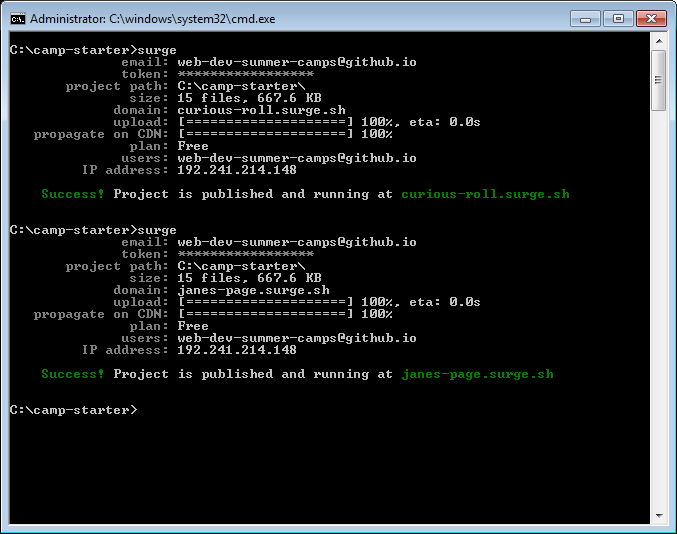 Administrator: C:\windows\system32\cmd.exe
C:\camp-starter>surge
email: web-dev-summer-camps@github.io
token: *****************
project path: C:\camp-starter\
size: 15 files, 667.6 KB
domain: curious-roll.surge.sh
upload: [====================] 100%, eta: 0.0s
propagate on CDN: [====================] 100%
plan: Free
users: web-dev-summer-camps@github.io
IP address: 192.241.214.148
Success! Project is published and running at curious-roll.surge.sh
C:\camp-starter>surge
email: web-dev-summer-camps@github.io
token: *****************
project path: C:\camp-starter\
size: 15 files, 667.6 KB
domain: janes-page.surge.sh
upload: [====================] 100%, eta: 0.0s
propagate on CDN: [====================] 100%
plan: Free
users: web-dev-summer-camps@github.io
IP address: 192.241.214.148
Success! Project is published and running at janes-page.surge.sh
C:\camp-starter>